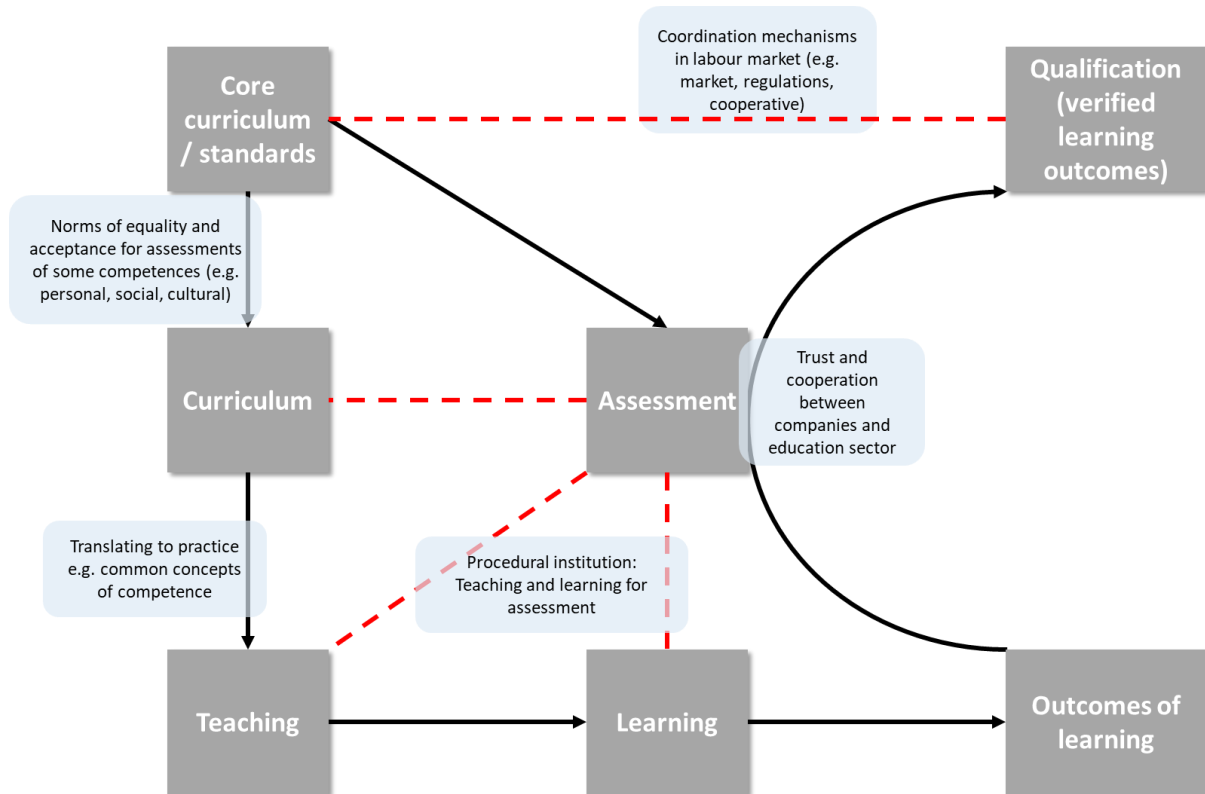 Core
curriculum
/ standards
Coordination mechanisms
in labour market (e.g.
market, regulations,
cooperative)
Qualification
(verified
learning
outcomes)
Norms of equality and
acceptance for assessments
of some competences (e.g.
personal, social, cultural)
Curriculum
Assessment
Trust and
cooperation
between
companies and
education sector
Translating to practice
e.g. common concepts
of competence
Procedural institution:
Teaching and learning for
assessment
Teaching
Learning
Outcomes of
learning